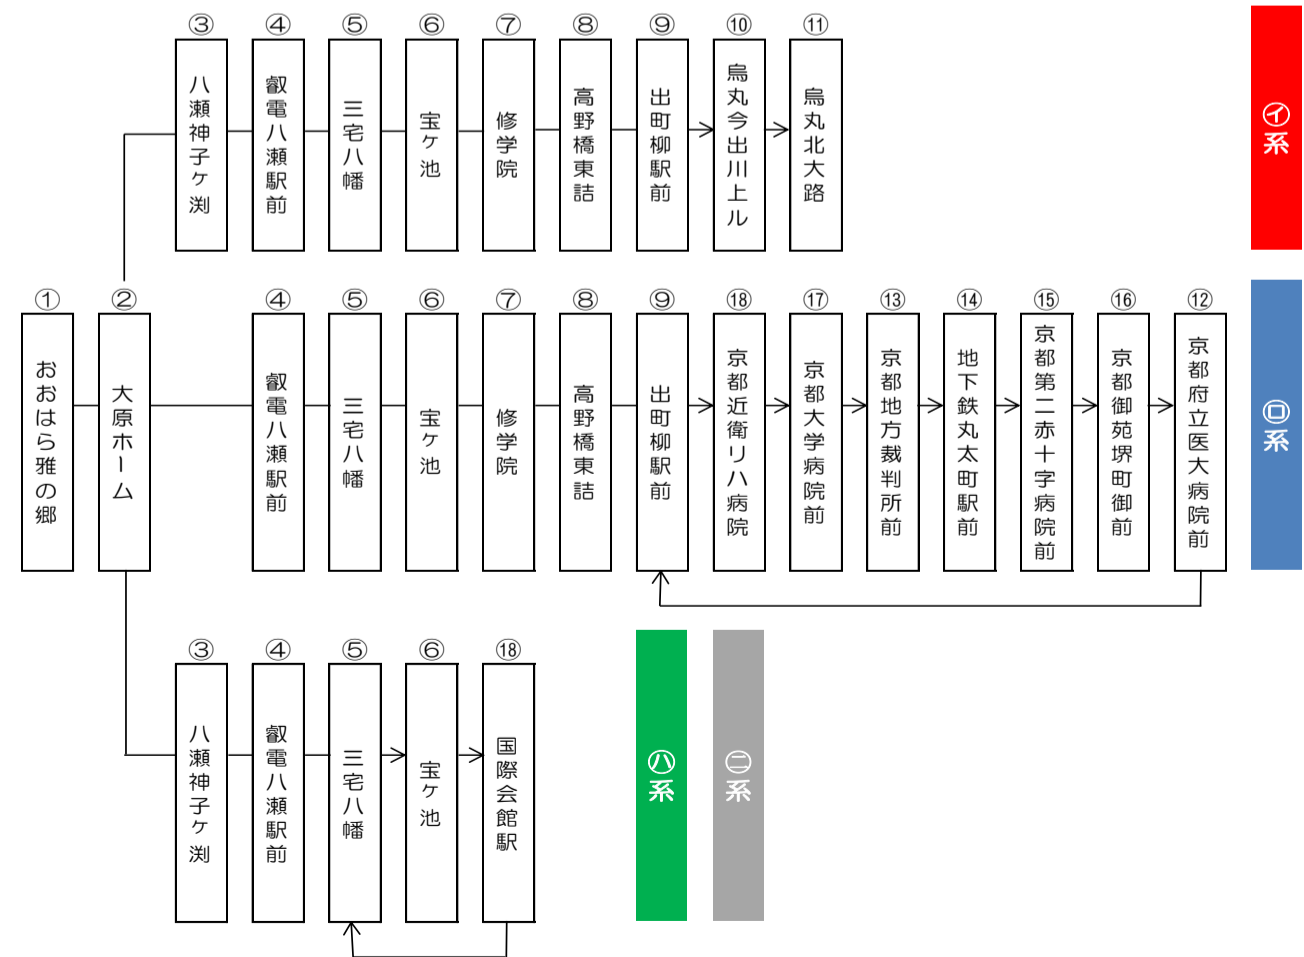 ③
八瀬神子ヶ渕
④
叡電八瀬駅前
⑤
三宅八幡
⑥
宝ヶ池
⑦
修学院
⑧
高野橋東詰
⑨
出町柳駅前
⑩
烏丸今出川上ル
⑪
烏丸北大路
㋑系
①
おおはら雅の郷
②
大原ホーム
④
叡電八瀬駅前
⑤
三宅八幡
⑥
宝ヶ池
⑦
修学院
⑧
高野橋東詰
⑨
出町柳駅前
⑱
京都近衛リハ病院
⑰
京都大学病院前
⑬
京都地方裁判所前
⑭
地下鉄丸太町駅前
⑮
京都第二赤十字病院前
⑯
京都御苑堺町御前
⑫
京都府立医大病院前
㋺系
③
八瀬神子ヶ渕
④
叡電八瀬駅前
⑤
三宅八幡
⑥
宝ヶ池
⑱
国際会館駅
㋩系
㋥系